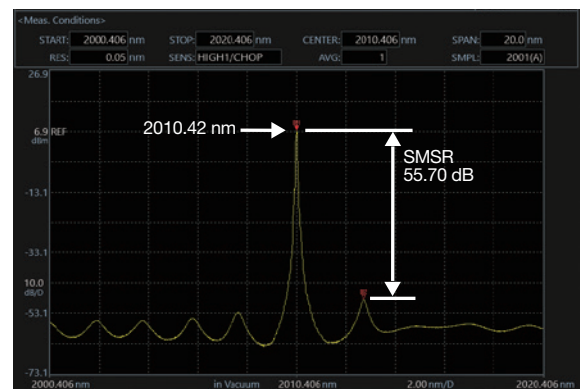 <Meas. Conditions>
START: 2000.406 nm STOP: 2020.406 nm CENTER: 2010.406 nm SPAN: 20.0 nm
RES: 0.05 nm SENS: HIGH1/CHOP AVG: 1 SMPL: 2001(A)
26.9
2010.42 nm
6.9 REF
dBm
SMSR
55.70 dB
-13.1
-33.1
10.0
dB/D
-53.1
-73.1
2000.406 nm in Vacuum 2010.406 nm 2.00 nm/D 2020.406 nm